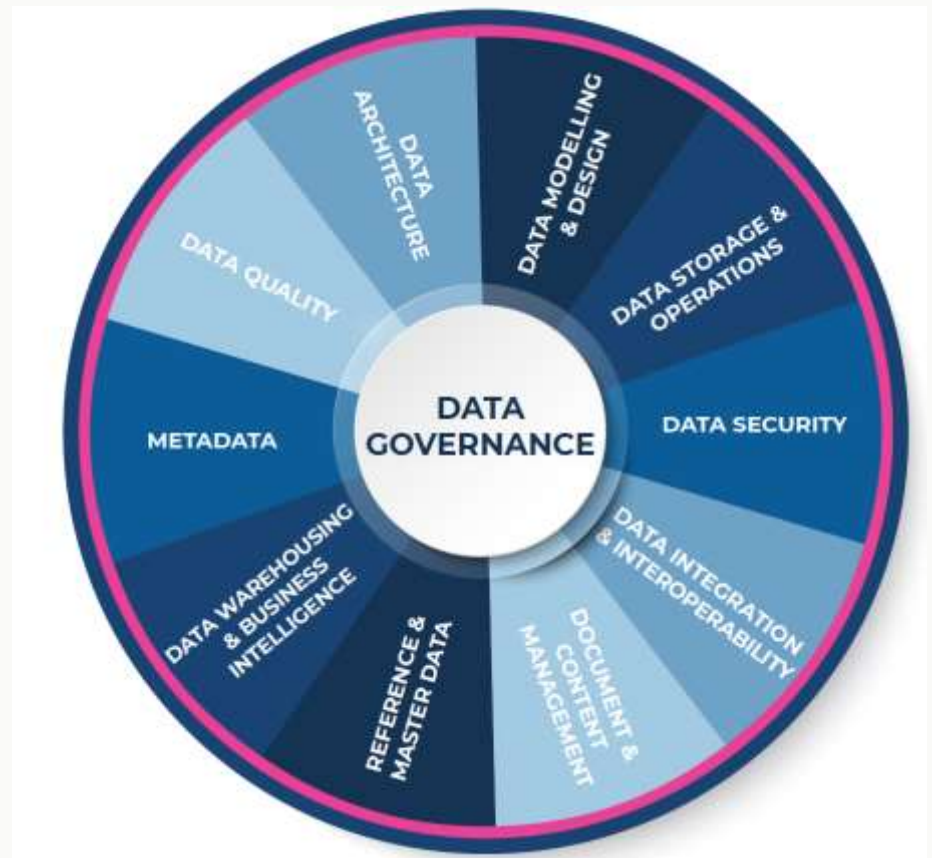 DATA
ARCHITECTURE
DATA MODELLING
& DESIGN
DATA STORAGE &
OPERATIONS
DATA SECURITY
DATA INTEGRATION
& INTEROPERABILITY
DOCUMENT &
CONTENT
MANAGEMENT
REFERENCE &
MASTER DATA
DATA WAREHOUSING
& BUSINESS
INTELLIGENCE
METADATA
DATA QUALITY
DATA
GOVERNANCE